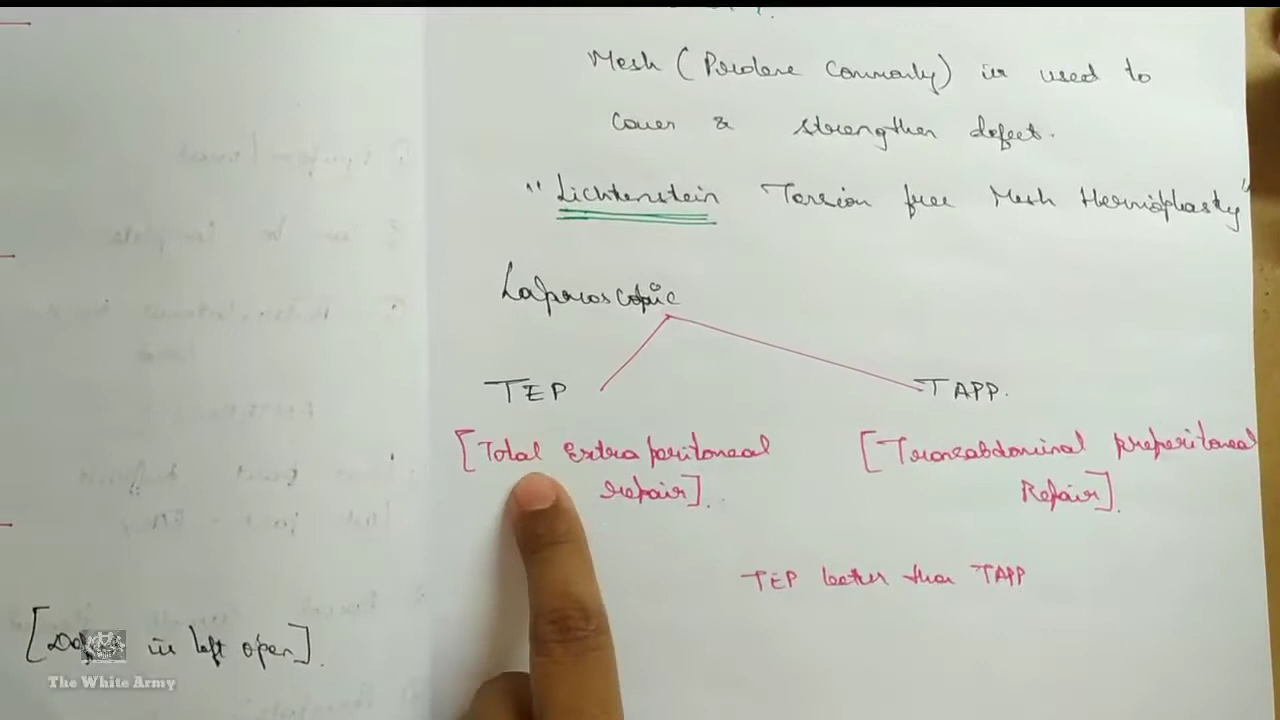 Mesh (Prolene commonly) is used to
cover & strengthen defect.
"Lichtenstein Tension free Mesh Hernioplasty"
Laproscopic
TEP
TAPP.
[Total Extraperitoneal
repair].
[Transabdominal preperitoneal
Repair].
TEP better than TAPP
is left open].
The White Army